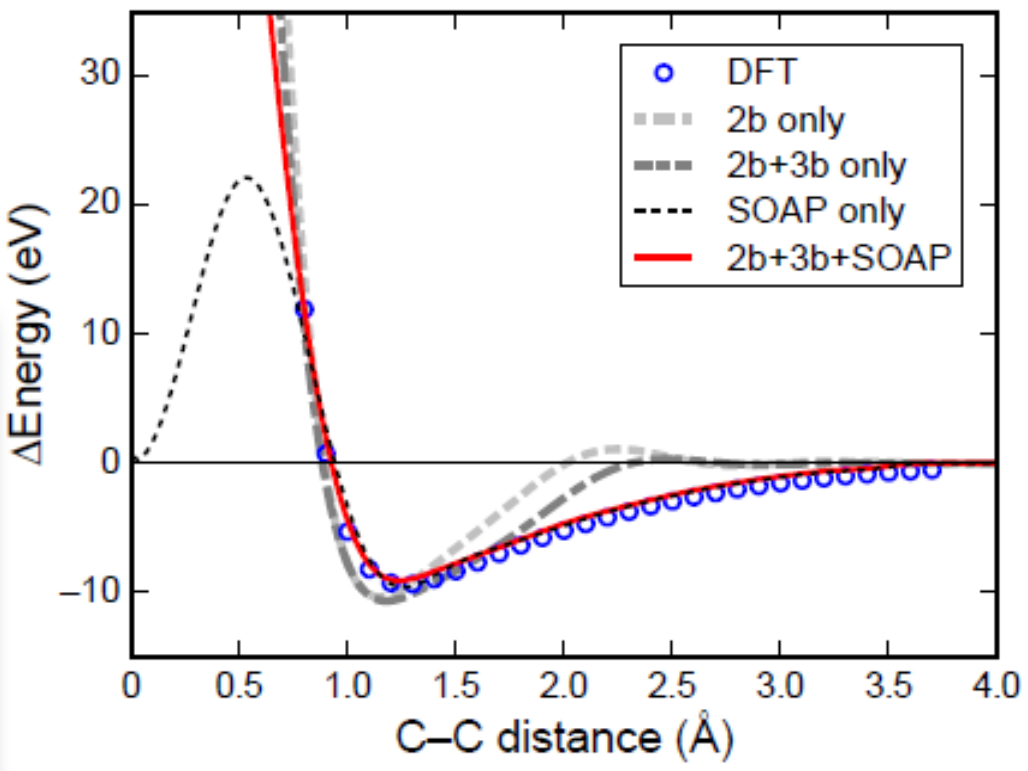 30
20
10
0
–10
ΔEnergy (eV)
DFT
2b only
2b+3b only
SOAP only
2b+3b+SOAP
0 0.5 1.0 1.5 2.0 2.5 3.0 3.5 4.0
C–C distance (Å)